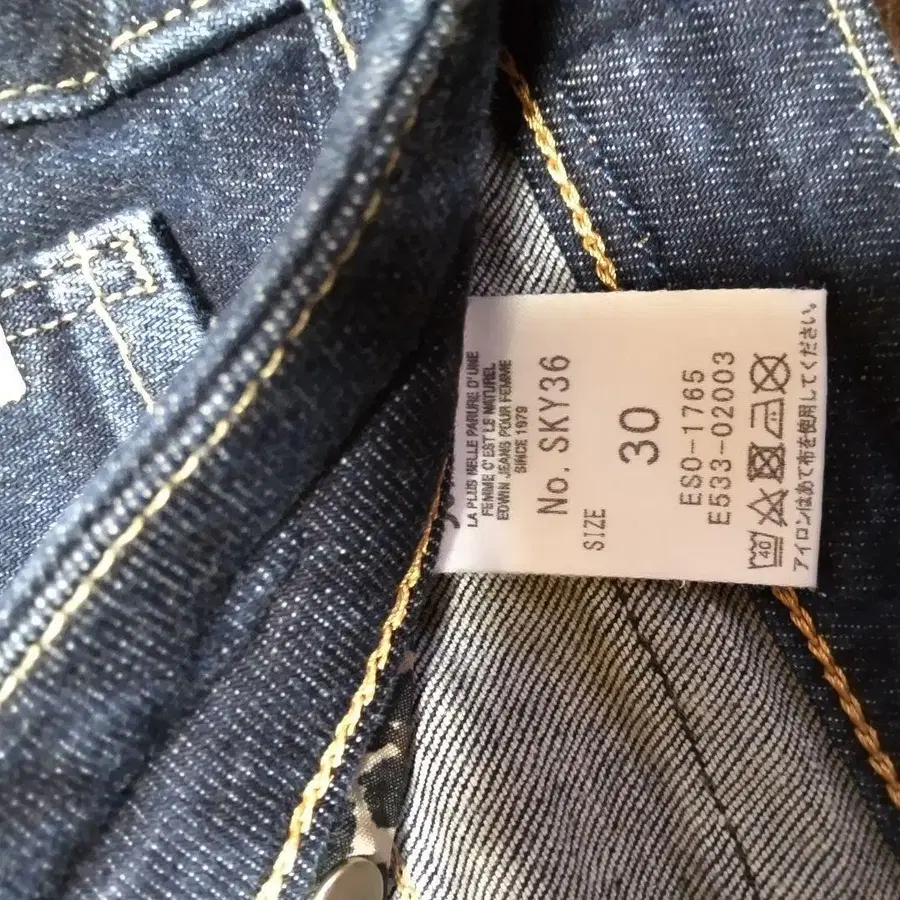 LA PLUS BELLE PARURE D'UNE
FEMME C'EST LE NATUREL
EDWIN JEANS POUR FEMME
SINCE 1979
No. SKY36
SIZE
30
ES0-1765
E533-02003
40
アイロンはあて布を使用してください。